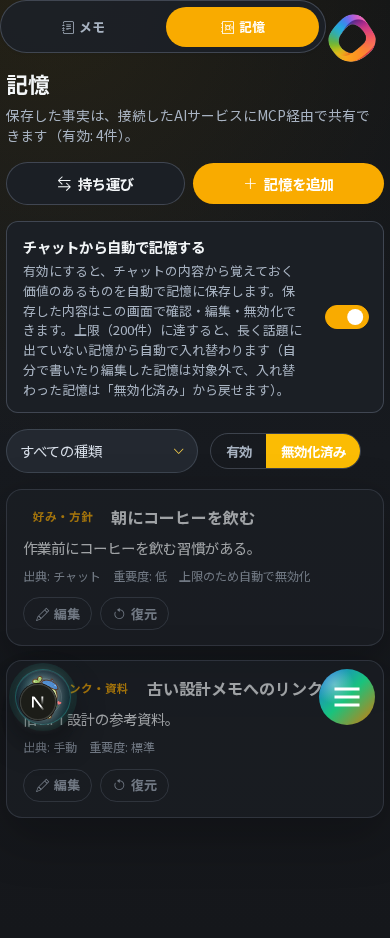 メモ
記憶
記憶
保存した事実は、接続したAIサービスにMCP経由で共有で
きます（有効: 4件）。
持ち運び
記憶を追加
チャットから自動で記憶する
有効にすると、チャットの内容から覚えておく
価値のあるものを自動で記憶に保存します。保
存した内容はこの画面で確認・編集・無効化で
きます。上限（200件）に達すると、長く話題に
出ていない記憶から自動で入れ替わります（自
分で書いたり編集した記憶は対象外で、入れ替
わった記憶は「無効化済み」から戻せます）。
すべての種類
有効
無効化済み
好み・方針 朝にコーヒーを飲む
作業前にコーヒーを飲む習慣がある。
出典: チャット 重要度: 低 上限のため自動で無効化
編集
復元
ンク・資料 古い設計メモへのリンク
N
設計の参考資料。
出典: 手動 重要度: 標準
編集
復元